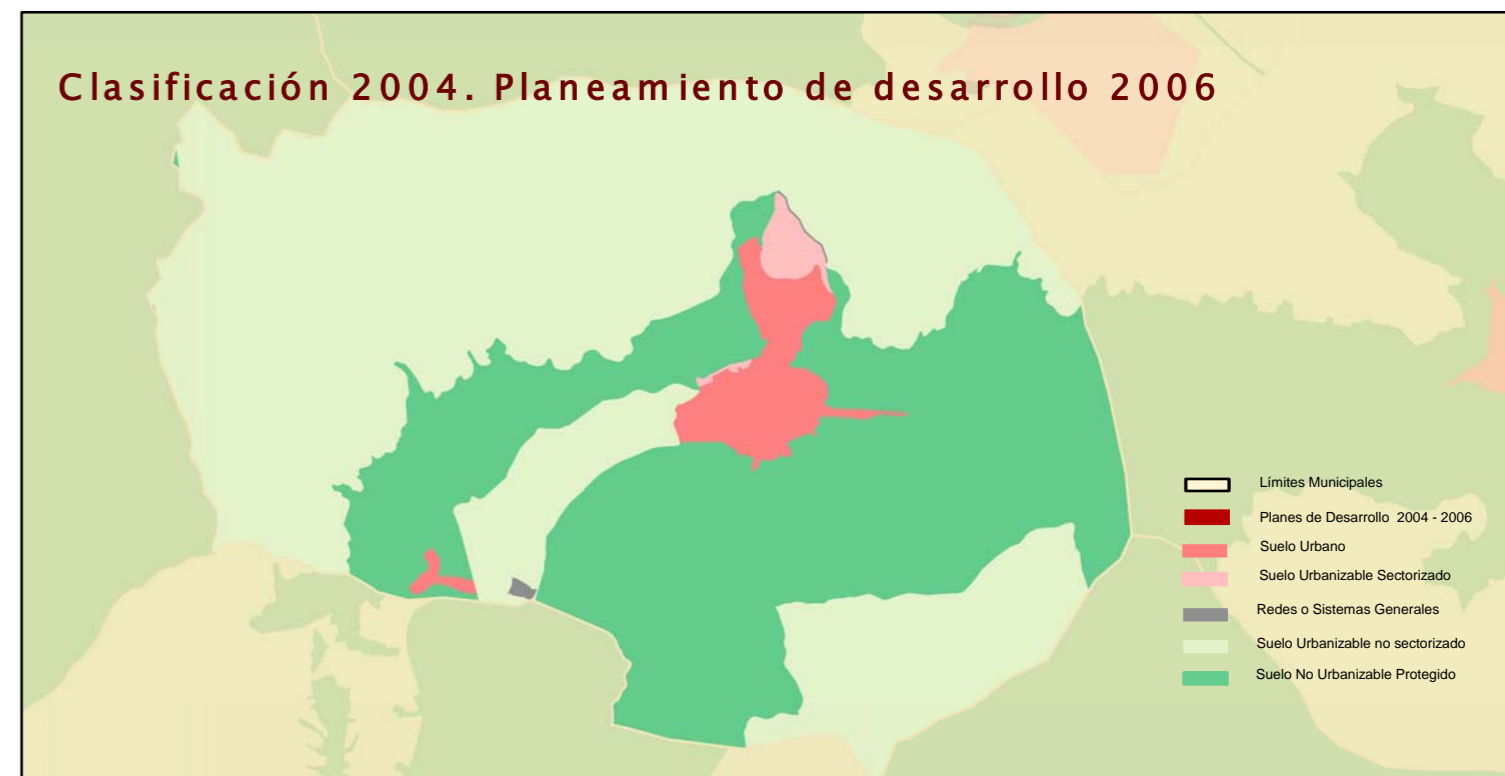 Clasificación 2004. Planeamiento de desarrollo 2006
Límites Municipales
Planes de Desarrollo 2004 - 2006
Suelo Urbano
Suelo Urbanizable Sectorizado
Redes o Sistemas Generales
Suelo Urbanizable no sectorizado
Suelo No Urbanizable Protegido